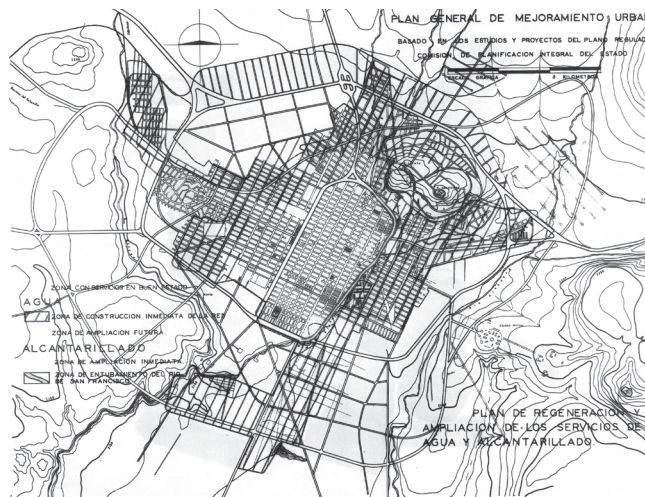 PLAN GENERAL DE MEJORAMIENTO URBA
BASADO EN LOS ESTUDIOS Y PROYECTOS DEL PLANO REGULAD
COMISION DE PLANIFICACION INTEGRAL DEL ESTADO
ESCALA GRAFICA 3 KILOMETROS
ZONA CON SERVICIOS EN BUEN ESTADO
AGUA
ZONA DE CONSTRUCCION INMEDIATA DE LA RED
ZONA DE AMPLIACION FUTURA
ALCANTARILLADO
ZONA DE AMPLIACION INMEDIATA
ZONA DE ENTUBAMIENTO DEL RIO
DE SAN FRANCISCO
PLAN DE REGENERACION Y
AMPLIACION DE LOS SERVICIOS DE
AGUA Y ALCANTARILLADO.